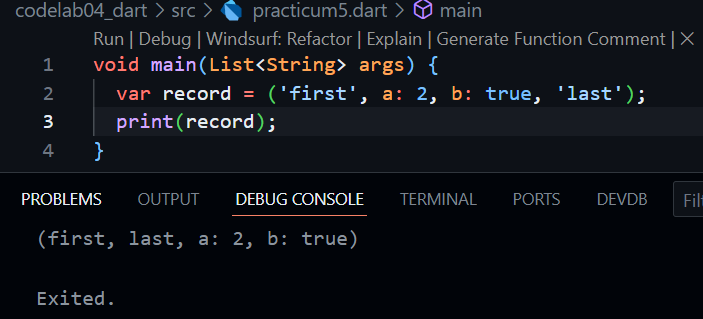 codelab04_dart > src > practicum5.dart > main
Run | Debug | Windsurf: Refactor | Explain | Generate Function Comment | ×
1 void main(List<String> args) {
2 var record = ('first', a: 2, b: true, 'last');
3 print(record);
4 }
PROBLEMS OUTPUT DEBUG CONSOLE TERMINAL PORTS DEVDB Filt
(first, last, a: 2, b: true)
Exited.